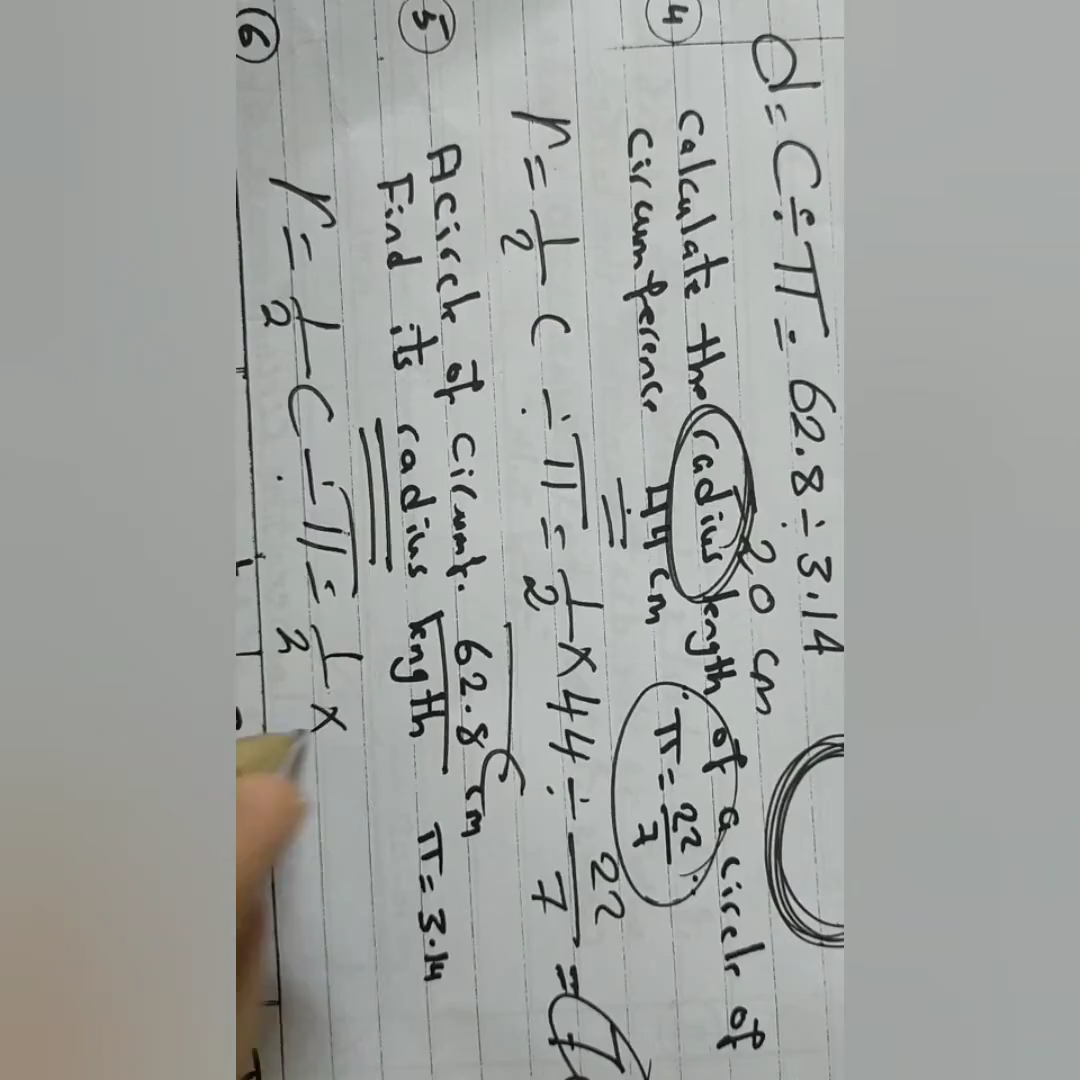 d = C ÷ π = 62.8 ÷ 3.14
20 cm
④ Calculate the radius length of a circle of
circumference 44 cm π = 22/7
r = 1/2 C ÷ π = 1/2 × 44 ÷ 22/7 = 7
⑤ A circle of circumf. 62.8 cm
Find its radius length π = 3.14
r = 1/2 C ÷ π = 1/2 ×
⑥